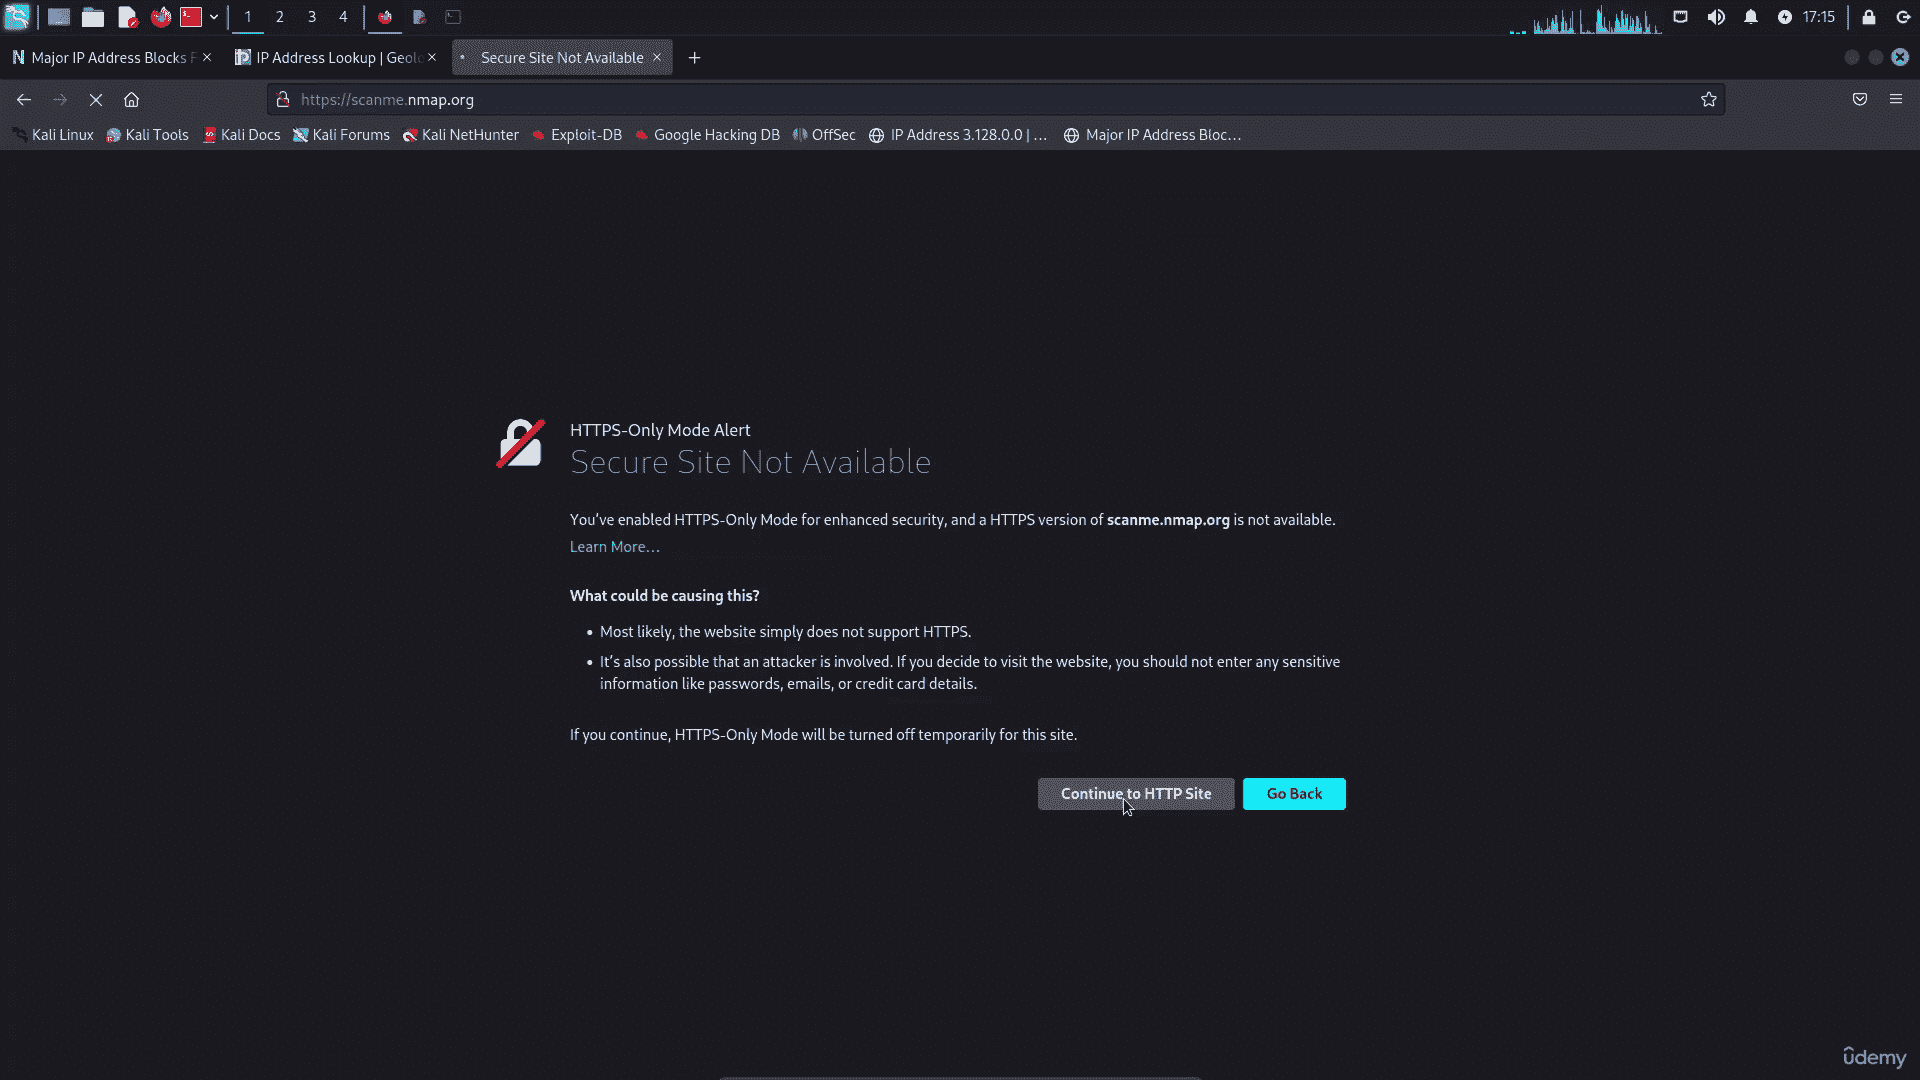 1 2 3 4 17:15
Major IP Address Blocks F IP Address Lookup | Geolo Secure Site Not Available
https://scanme.nmap.org
Kali Linux Kali Tools Kali Docs Kali Forums Kali NetHunter Exploit-DB Google Hacking DB OffSec IP Address 3.128.0.0 | … Major IP Address Bloc…
HTTPS-Only Mode Alert
Secure Site Not Available
You’ve enabled HTTPS-Only Mode for enhanced security, and a HTTPS version of scanme.nmap.org is not available.
Learn More…
What could be causing this?
• Most likely, the website simply does not support HTTPS.
• It’s also possible that an attacker is involved. If you decide to visit the website, you should not enter any sensitive
information like passwords, emails, or credit card details.
If you continue, HTTPS-Only Mode will be turned off temporarily for this site.
Continue to HTTP Site Go Back
ûdemy